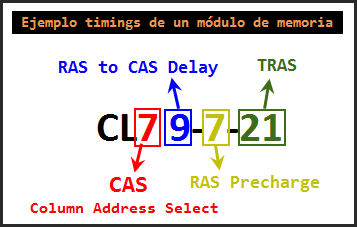 Ejemplo timings de un módulo de memoria
RAS to CAS Delay
TRAS
CL7 9-7-21
CAS
RAS Precharge
Column Address Select